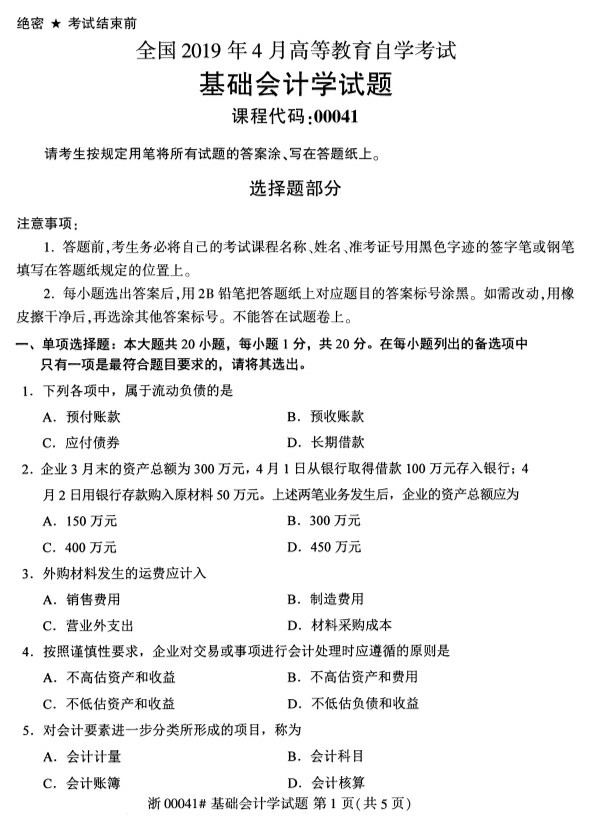 绝密 ★ 考试结束前
全国 2019 年 4 月高等教育自学考试
基础会计学试题
课程代码:00041
请考生按规定用笔将所有试题的答案涂、写在答题纸上。
选择题部分
注意事项:
1. 答题前,考生务必将自己的考试课程名称、姓名、准考证号用黑色字迹的签字笔或钢笔
填写在答题纸规定的位置上。
2. 每小题选出答案后,用 2B 铅笔把答题纸上对应题目的答案标号涂黑。如需改动,用橡
皮擦干净后,再选涂其他答案标号。不能答在试题卷上。
一、单项选择题：本大题共 20 小题，每小题 1 分，共 20 分。在每小题列出的备选项中
只有一项是最符合题目要求的，请将其选出。
1．下列各项中，属于流动负债的是
A．预付账款 B．预收账款
C．应付债券 D．长期借款
2．企业 3 月末的资产总额为 300 万元，4 月 1 日从银行取得借款 100 万元存入银行；4
月 2 日用银行存款购入原材料 50 万元。上述两笔业务发生后，企业的资产总额应为
A．150 万元 B．300 万元
C．400 万元 D．450 万元
3．外购材料发生的运费应计入
A．销售费用 B．制造费用
C．营业外支出 D．材料采购成本
4．按照谨慎性要求，企业对交易或事项进行会计处理时应遵循的原则是
A．不高估资产和收益 B．不高估资产和费用
C．不低估资产和收益 D．不低估负债和收益
5．对会计要素进一步分类所形成的项目，称为
A．会计计量 B．会计科目
C．会计账簿 D．会计核算
浙 00041# 基础会计学试题 第 1 页(共 5 页)